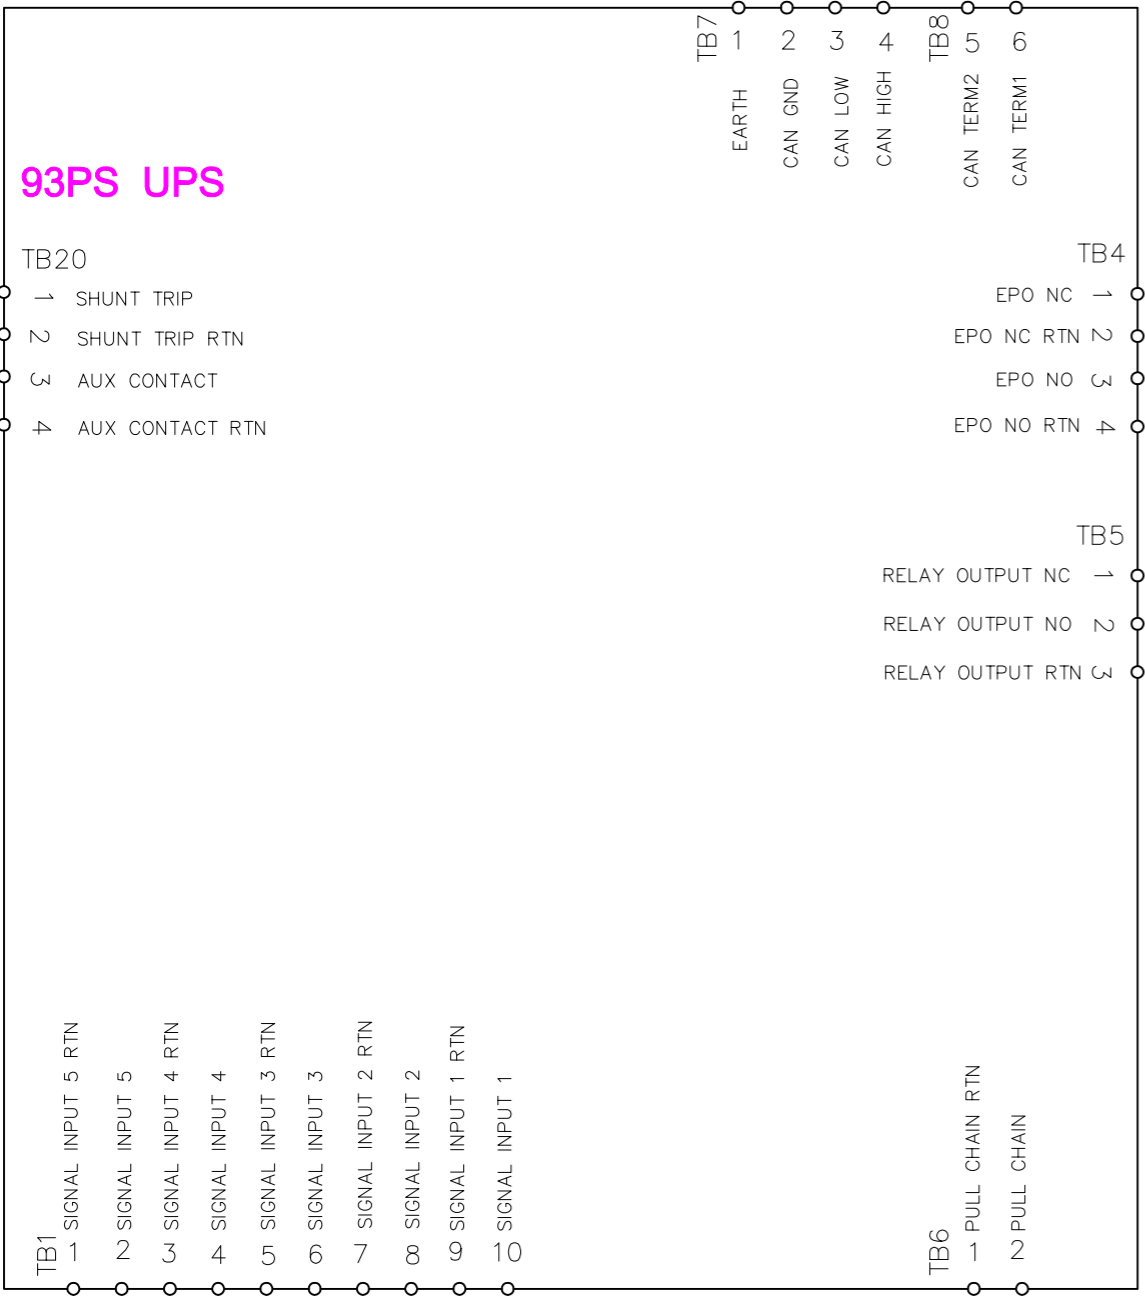 TB7 1 2 3 4 TB8 5 6
EARTH
CAN GND
CAN LOW
CAN HIGH
CAN TERM2
CAN TERM1
93PS UPS
TB20
1 SHUNT TRIP
2 SHUNT TRIP RTN
3 AUX CONTACT
4 AUX CONTACT RTN
TB4
EPO NC 1
EPO NC RTN 2
EPO NO 3
EPO NO RTN 4
TB5
RELAY OUTPUT NC 1
RELAY OUTPUT NO 2
RELAY OUTPUT RTN 3
TB1
1 SIGNAL INPUT 5 RTN
2 SIGNAL INPUT 5
3 SIGNAL INPUT 4 RTN
4 SIGNAL INPUT 4
5 SIGNAL INPUT 3 RTN
6 SIGNAL INPUT 3
7 SIGNAL INPUT 2 RTN
8 SIGNAL INPUT 2
9 SIGNAL INPUT 1 RTN
10 SIGNAL INPUT 1
TB6
1 PULL CHAIN RTN
2 PULL CHAIN